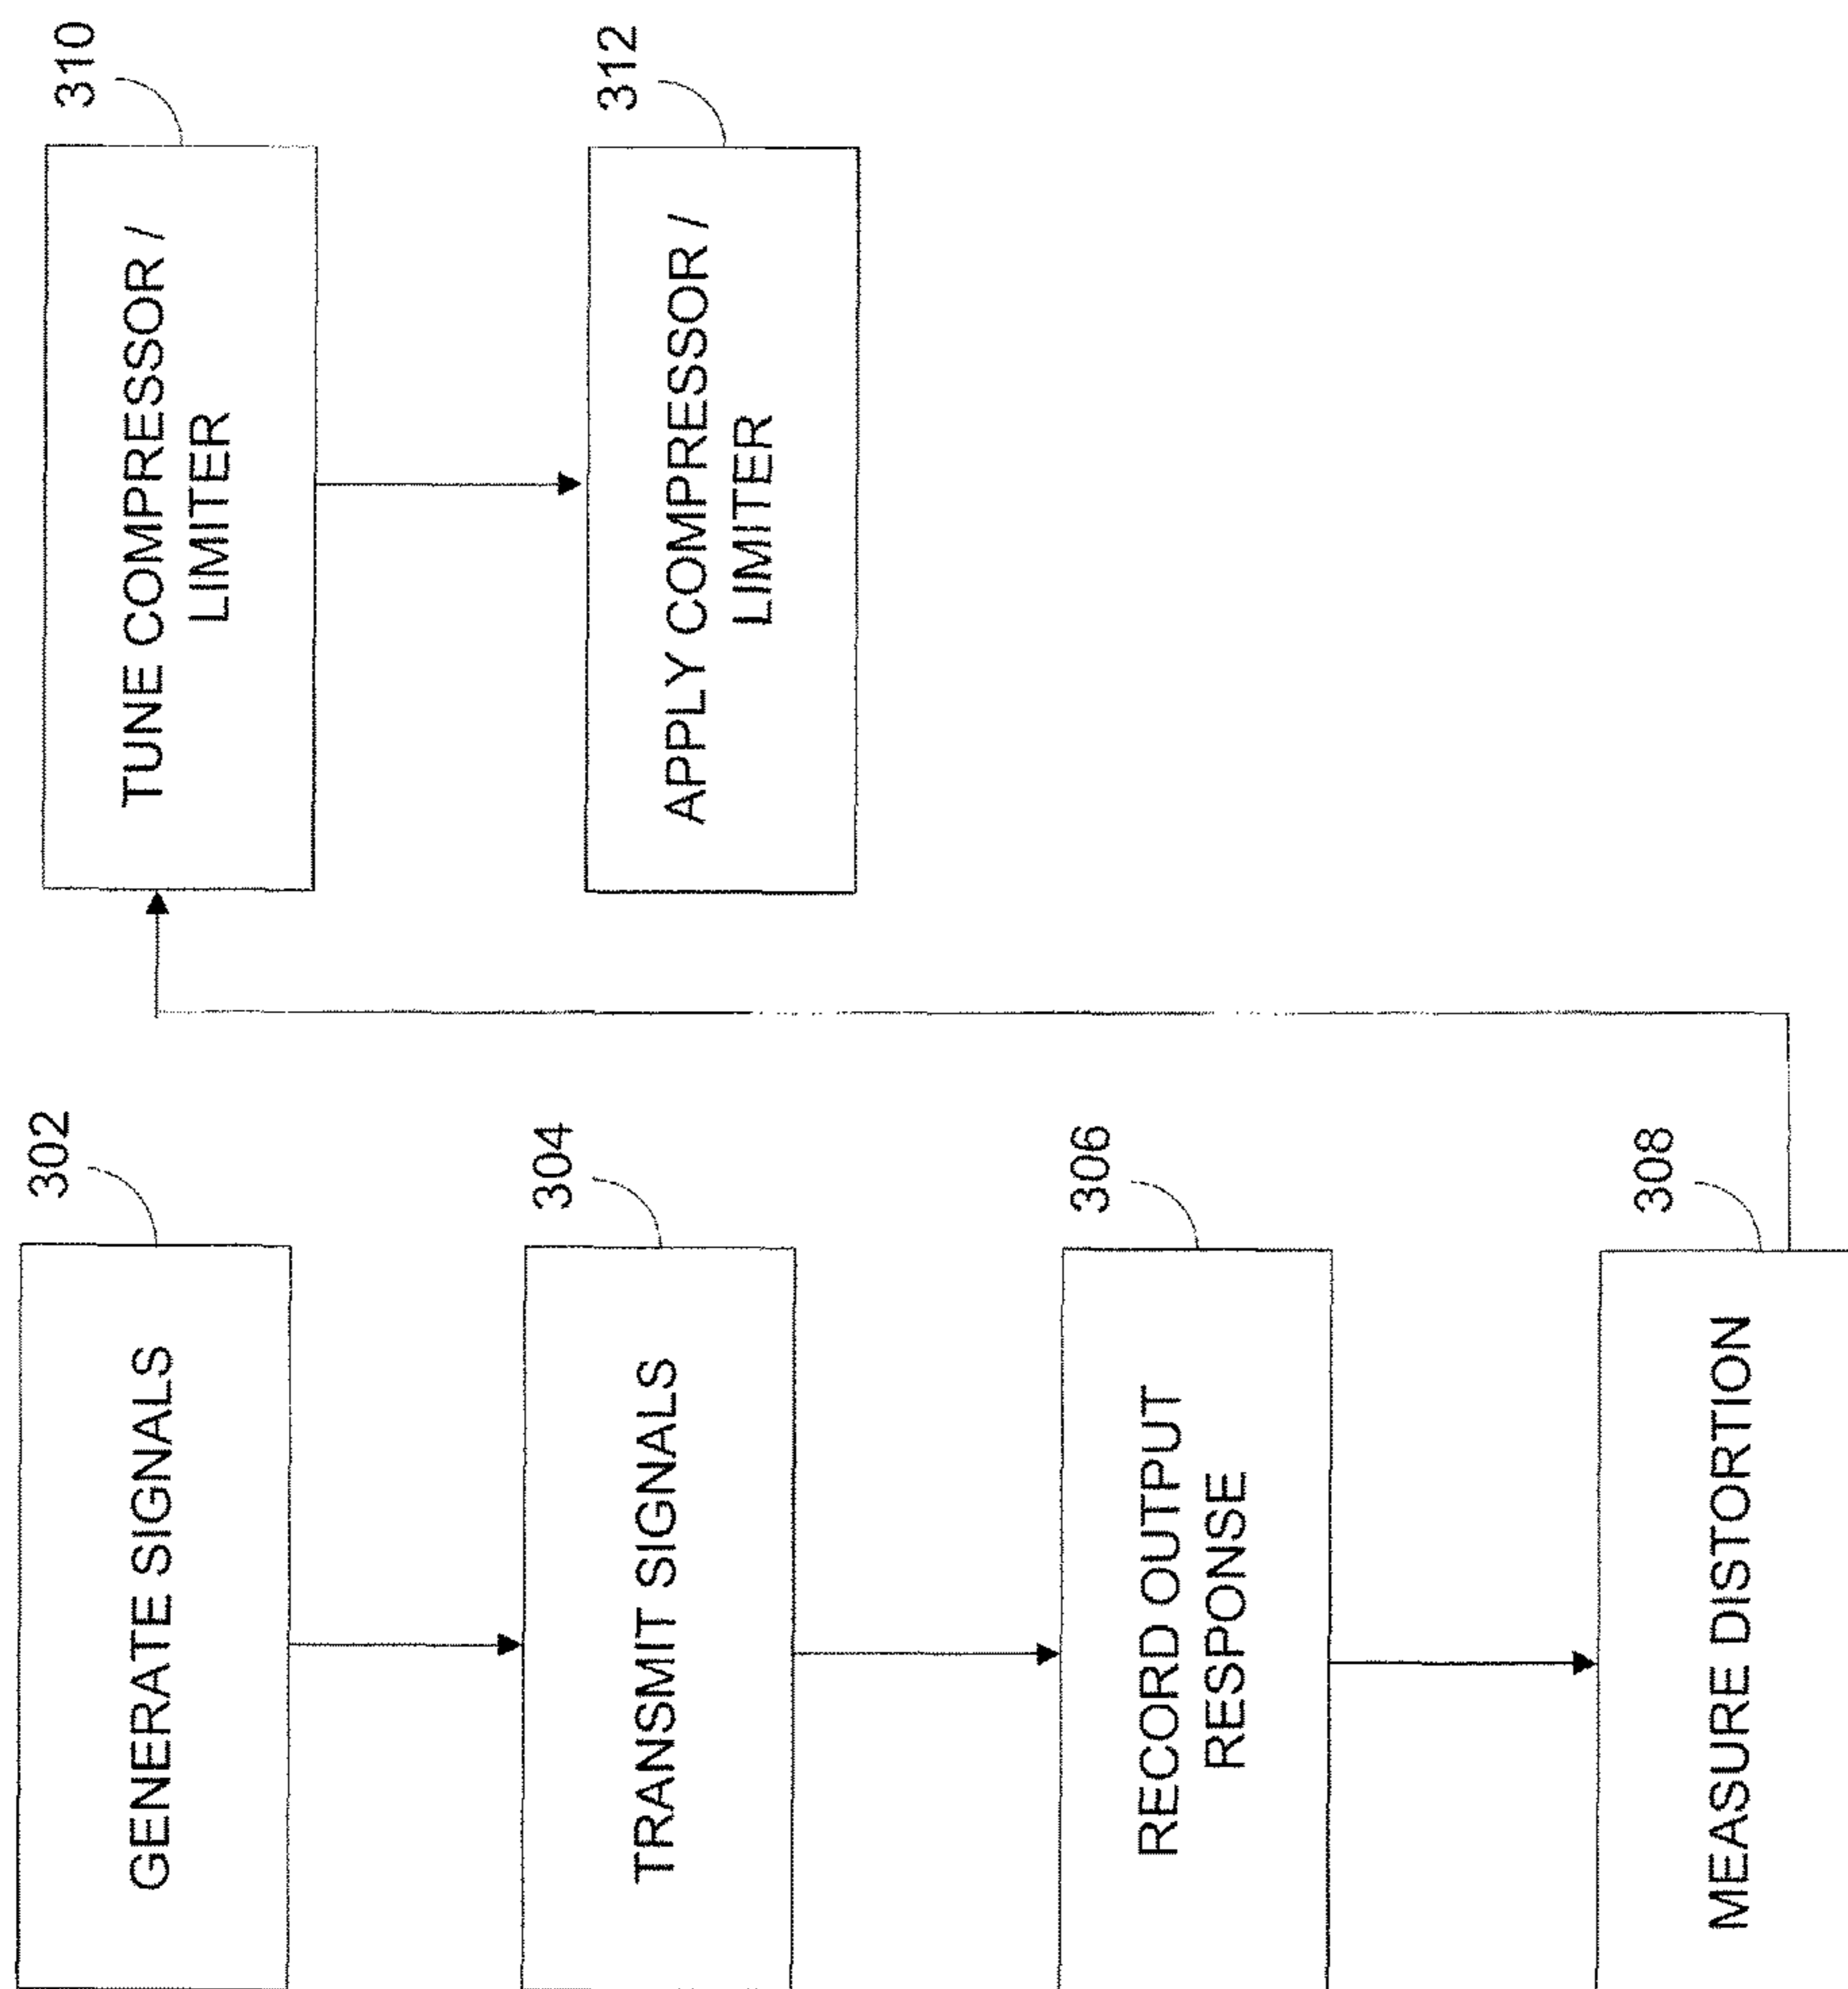 302
GENERATE SIGNALS
304
TRANSMIT SIGNALS
306
RECORD OUTPUT
RESPONSE
308
MEASURE DISTORTION
310
TUNE COMPRESSOR /
LIMITER
312
APPLY COMPRESSOR /
LIMITER